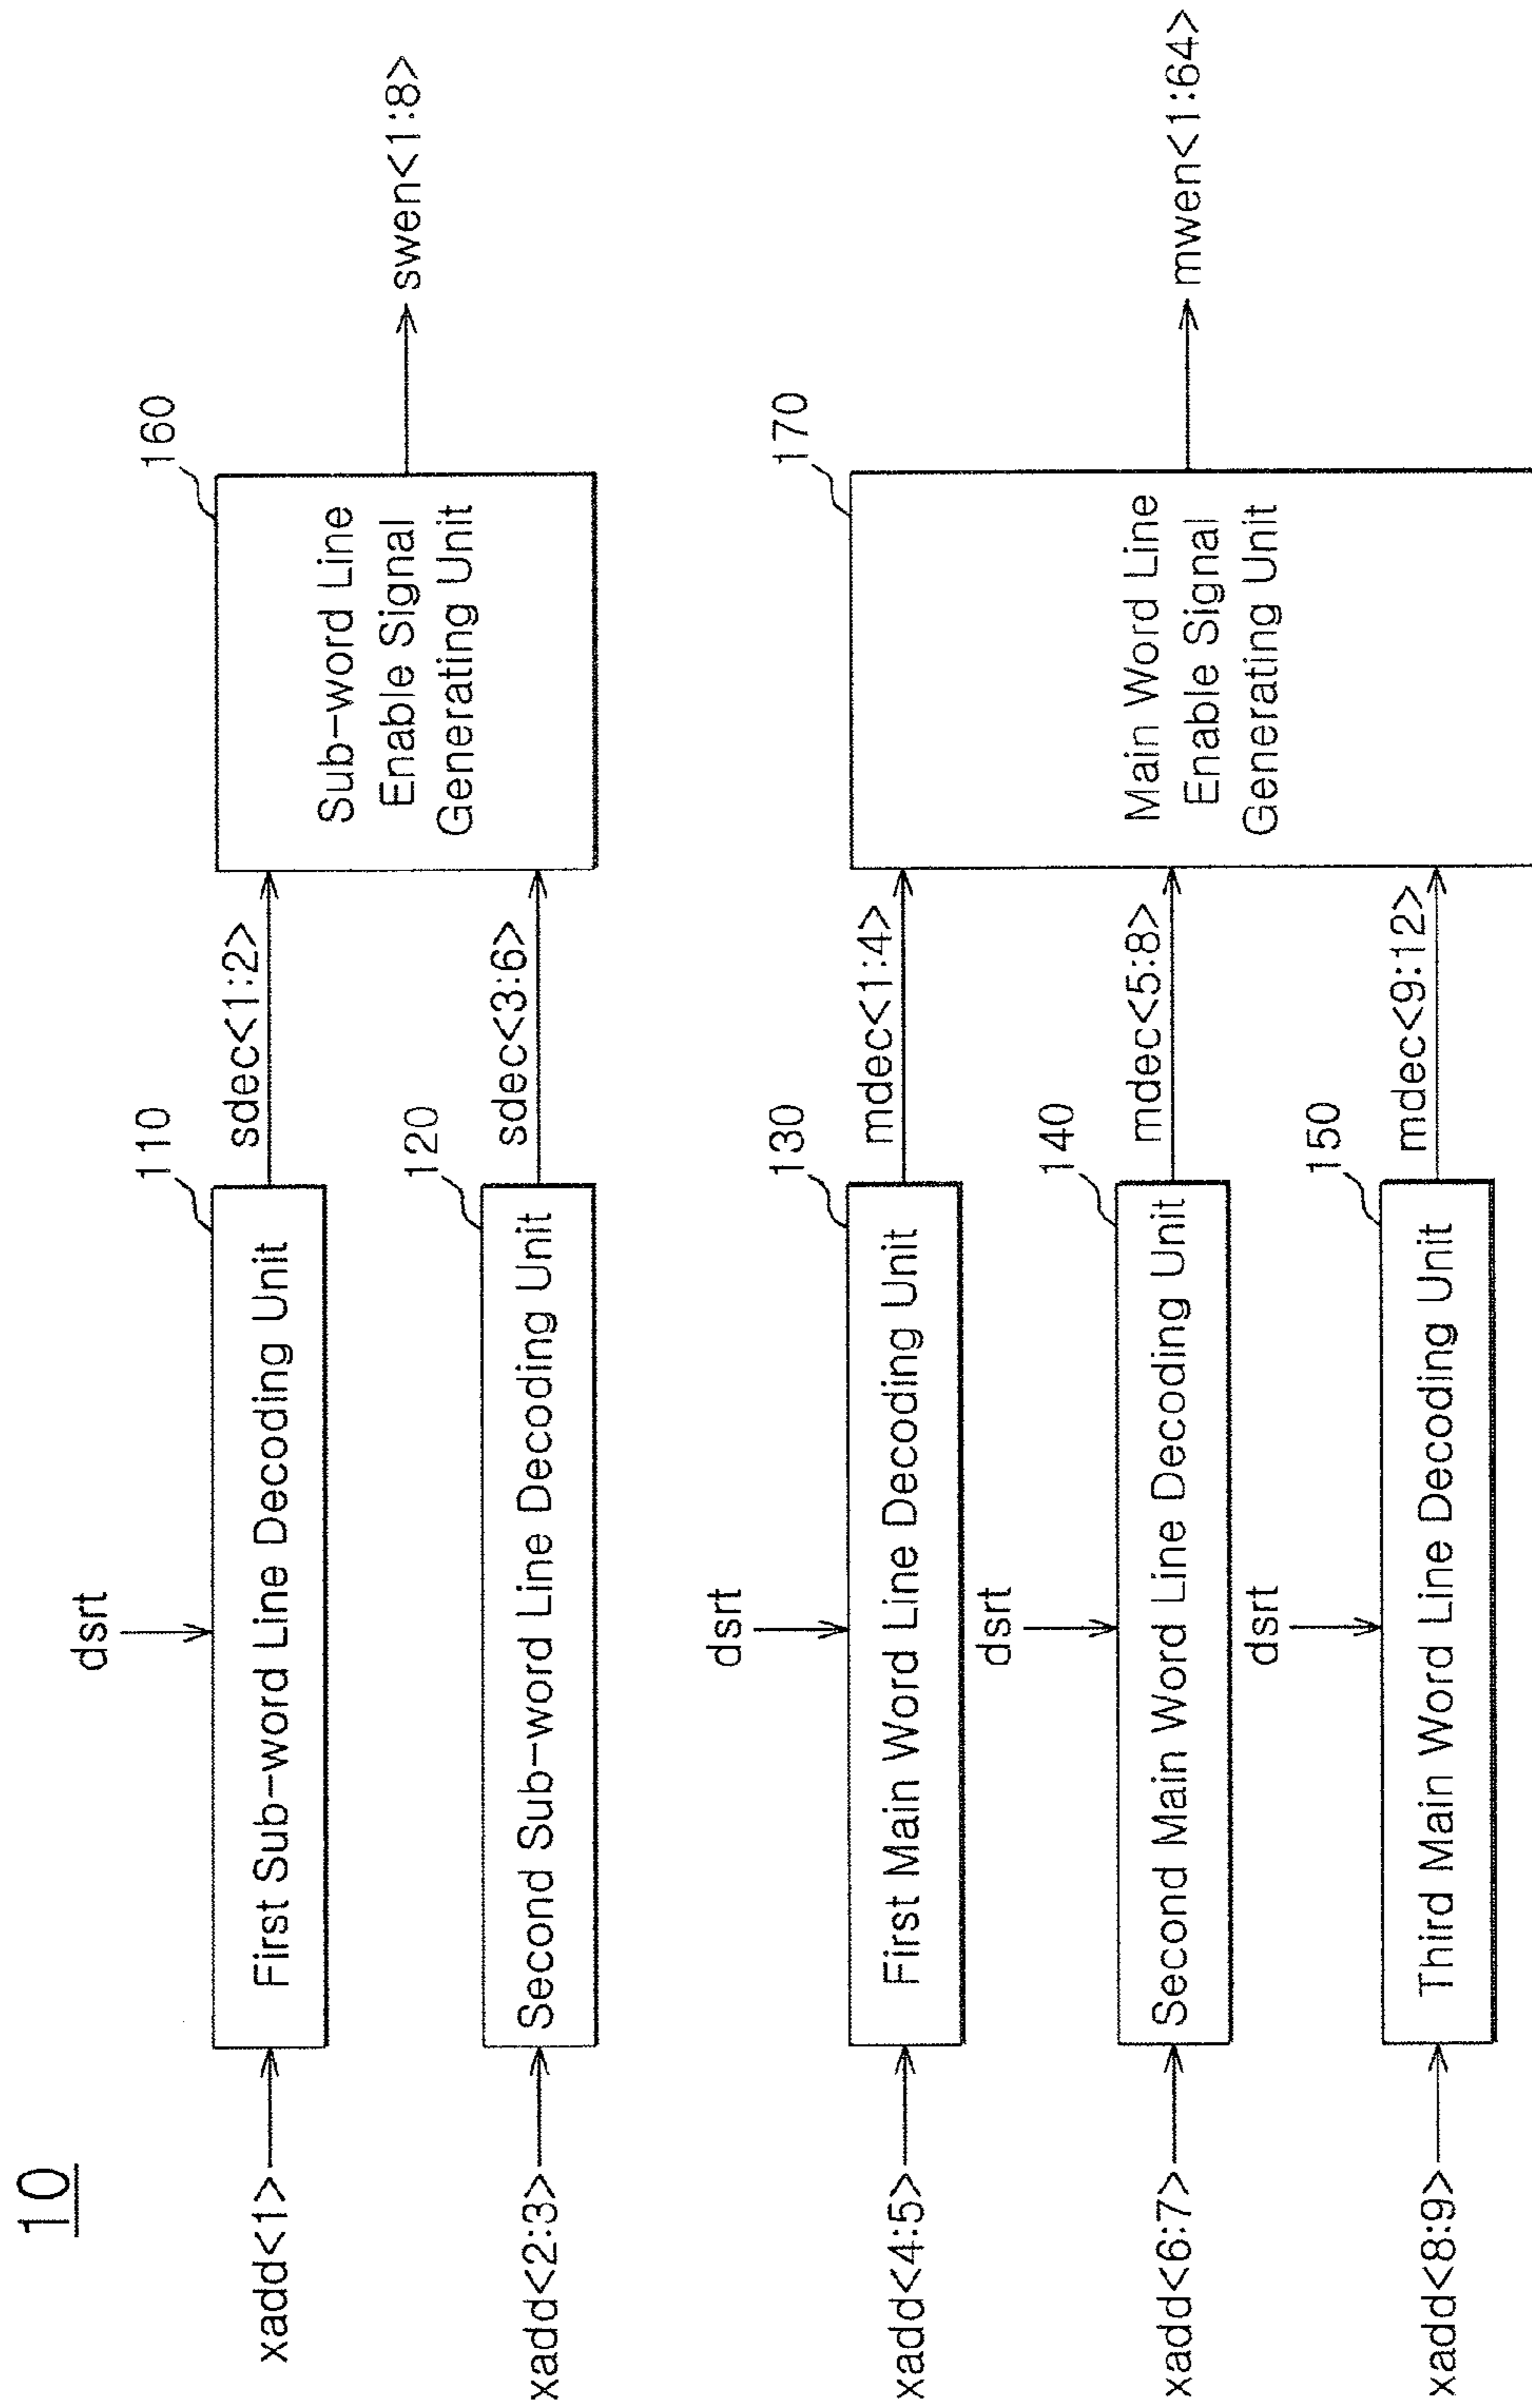 10
dsrt
110
160
xadd<1>
First Sub-word Line Decoding Unit
sdec<1:2>
Sub-word Line
Enable Signal
Generating Unit
swen<1:8>
120
xadd<2:3>
Second Sub-word Line Decoding Unit
sdec<3:6>
dsrt
130
170
xadd<4:5>
First Main Word Line Decoding Unit
mdec<1:4>
Main Word Line
Enable Signal
Generating Unit
mwen<1:64>
dsrt
140
xadd<6:7>
Second Main Word Line Decoding Unit
mdec<5:8>
dsrt
150
xadd<8:9>
Third Main Word Line Decoding Unit
mdec<9:12>